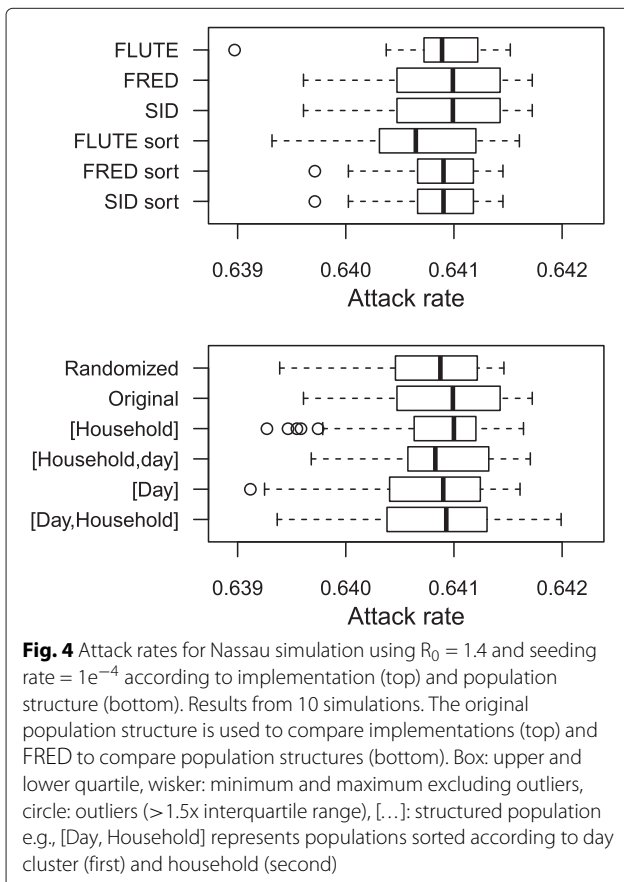 FLUTE
FRED
SID
FLUTE sort
FRED sort
SID sort
0.639 0.640 0.641 0.642
Attack rate
Randomized
Original
[Household]
[Household,day]
[Day]
[Day,Household]
0.639 0.640 0.641 0.642
Attack rate
Fig. 4 Attack rates for Nassau simulation using R₀ = 1.4 and seeding
rate = 1e⁻⁴ according to implementation (top) and population
structure (bottom). Results from 10 simulations. The original
population structure is used to compare implementations (top) and
FRED to compare population structures (bottom). Box: upper and
lower quartile, wisker: minimum and maximum excluding outliers,
circle: outliers (>1.5x interquartile range), [...]: structured population
e.g., [Day, Household] represents populations sorted according to day
cluster (first) and household (second)